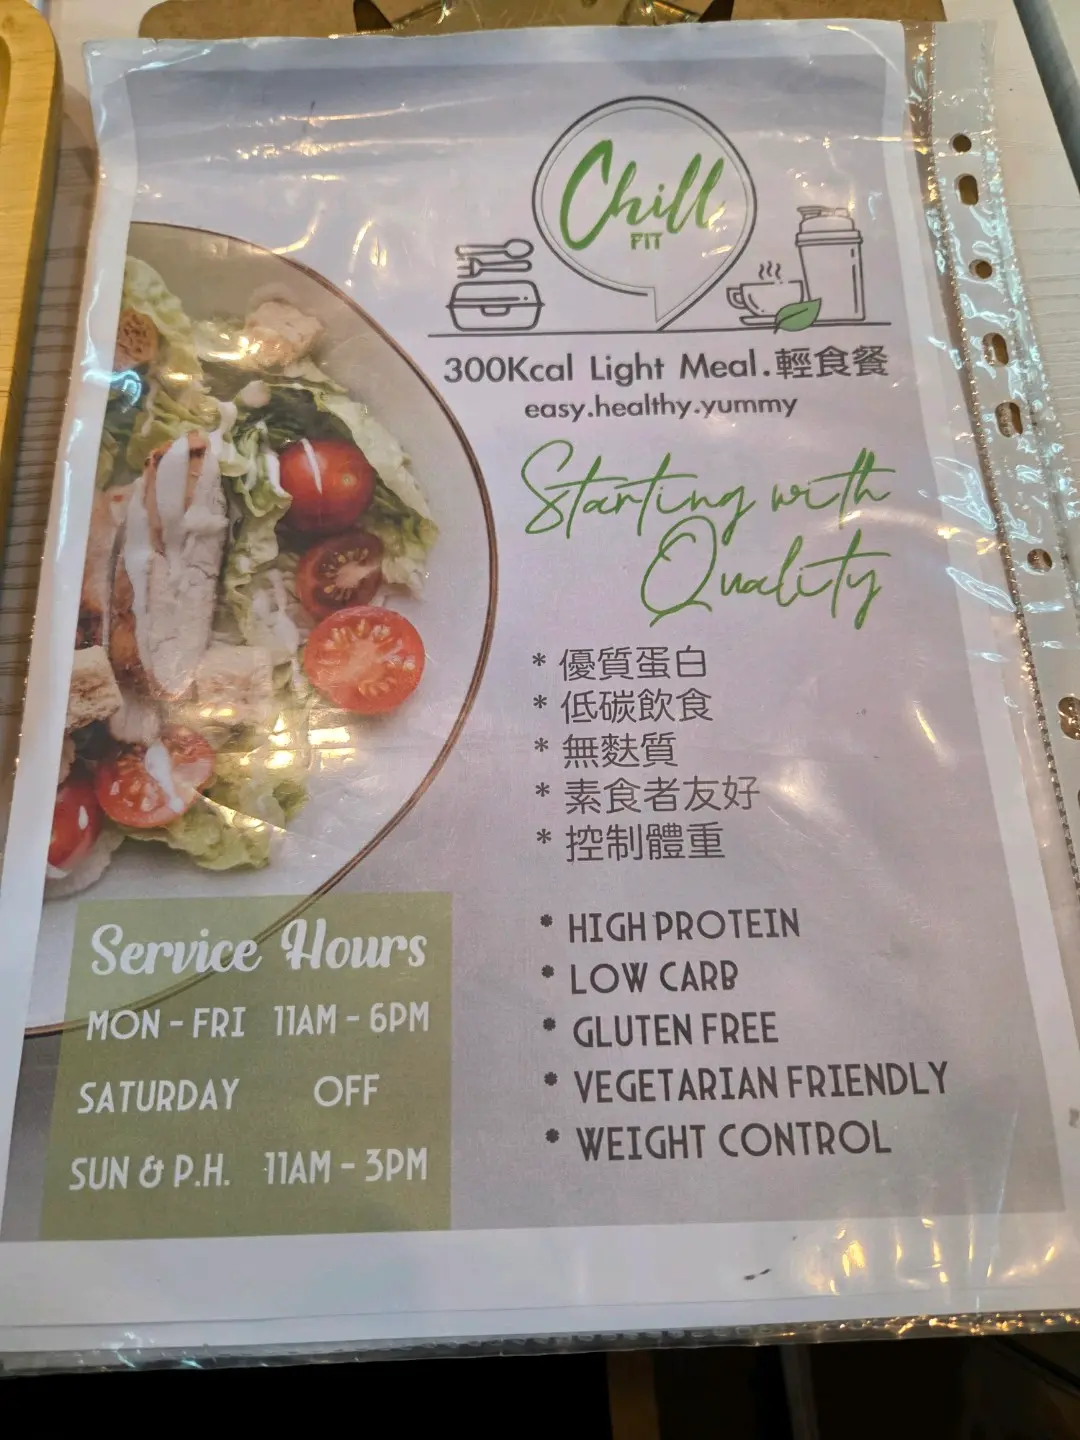 Chill
FIT
300Kcal Light Meal.輕食餐
easy.healthy.yummy
Starting with
Quality
* 優質蛋白
* 低碳飲食
* 無麩質
* 素食者友好
* 控制體重
* HIGH PROTEIN
* LOW CARB
* GLUTEN FREE
* VEGETARIAN FRIENDLY
* WEIGHT CONTROL
Service Hours
MON - FRI 11AM - 6PM
SATURDAY OFF
SUN & P.H. 11AM - 3PM